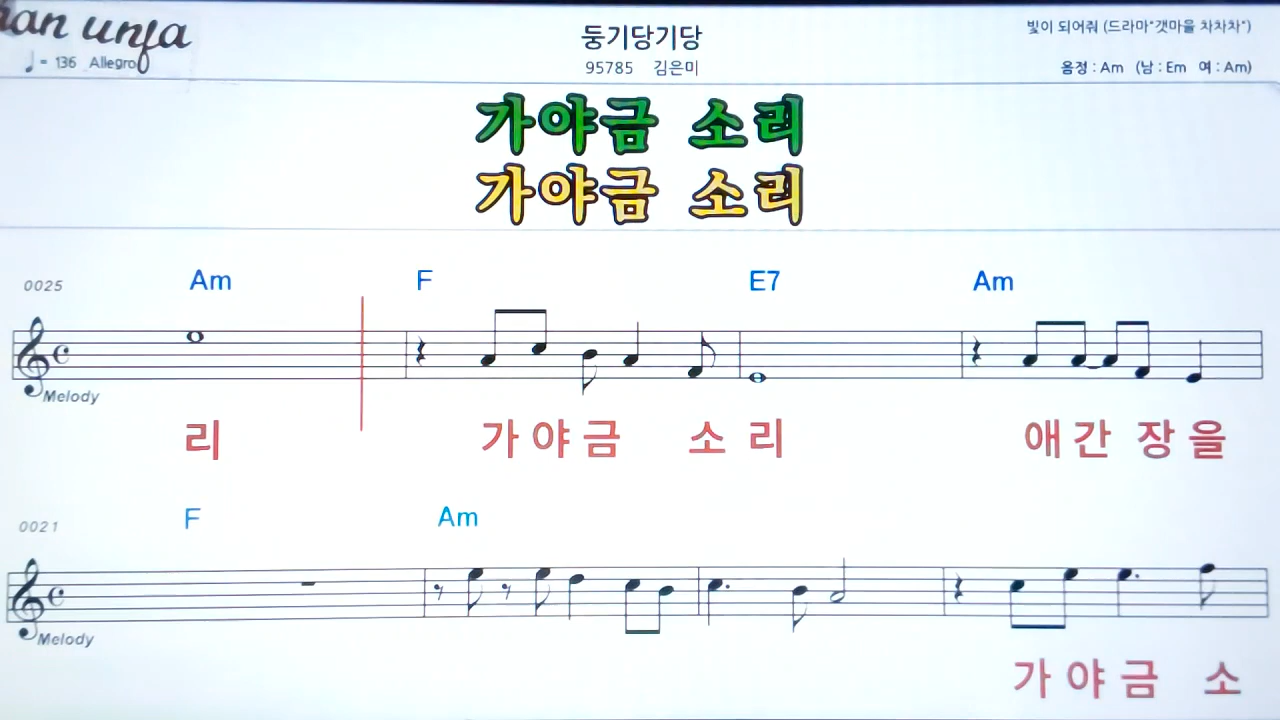 둥기당기당
빛이 되어줘 (드라마"갯마을 차차차")
♩= 136 Allegro
95785 김은미
음정 : Am (남 : Em 여 : Am)
가야금 소리
가야금 소리
0025 Am F E7 Am
Melody
리 가 야 금 소 리 애 간 장 을
0021 F Am
Melody
가 야 금 소